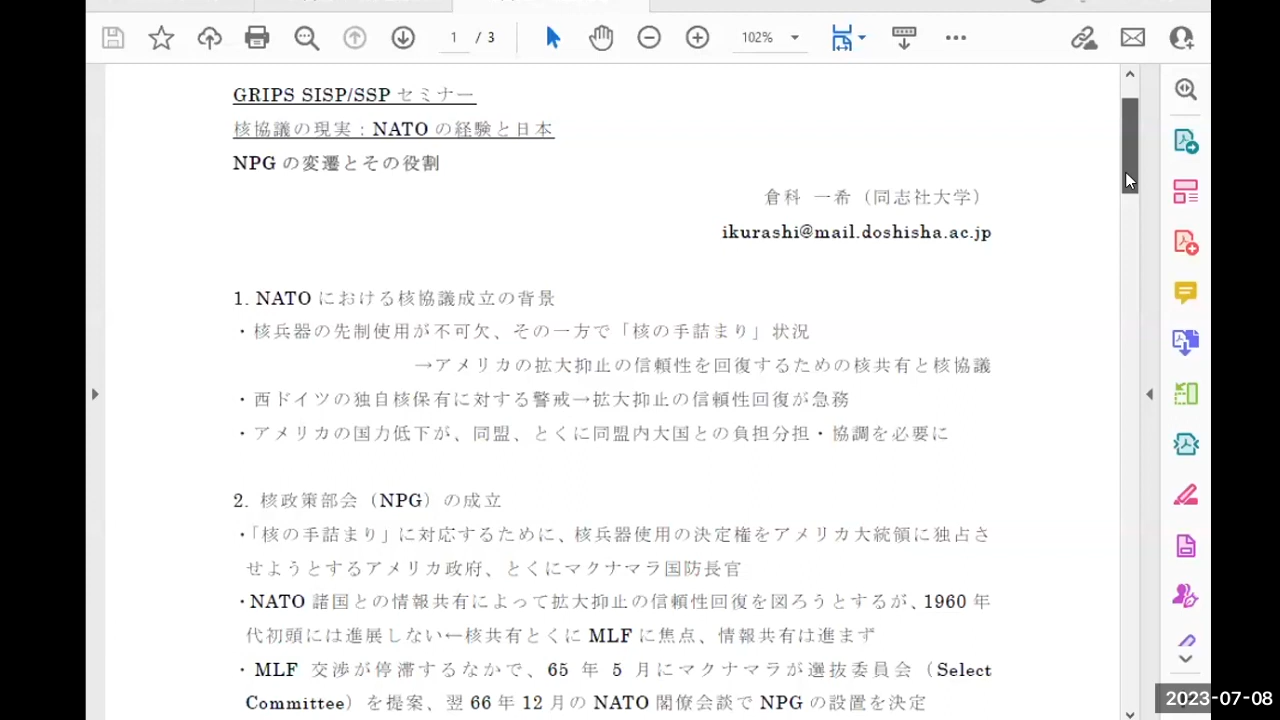 1 / 3
102%
GRIPS SISP/SSP セミナー
核協議の現実：NATO の経験と日本
NPG の変遷とその役割
倉科 一希（同志社大学）
ikurashi@mail.doshisha.ac.jp
1. NATO における核協議成立の背景
・核兵器の先制使用が不可欠、その一方で「核の手詰まり」状況
→アメリカの拡大抑止の信頼性を回復するための核共有と核協議
・西ドイツの独自核保有に対する警戒→拡大抑止の信頼性回復が急務
・アメリカの国力低下が、同盟、とくに同盟内大国との負担分担・協調を必要に
2. 核政策部会（NPG）の成立
・「核の手詰まり」に対応するために、核兵器使用の決定権をアメリカ大統領に独占さ
せようとするアメリカ政府、とくにマクナマラ国防長官
・NATO 諸国との情報共有によって拡大抑止の信頼性回復を図ろうとするが、1960 年
代初頭には進展しない←核共有とくに MLF に焦点、情報共有は進まず
・MLF 交渉が停滞するなかで、65 年 5 月にマクナマラが選抜委員会（Select
Committee）を提案、翌 66 年 12 月の NATO 閣僚会談で NPG の設置を決定
2023-07-08